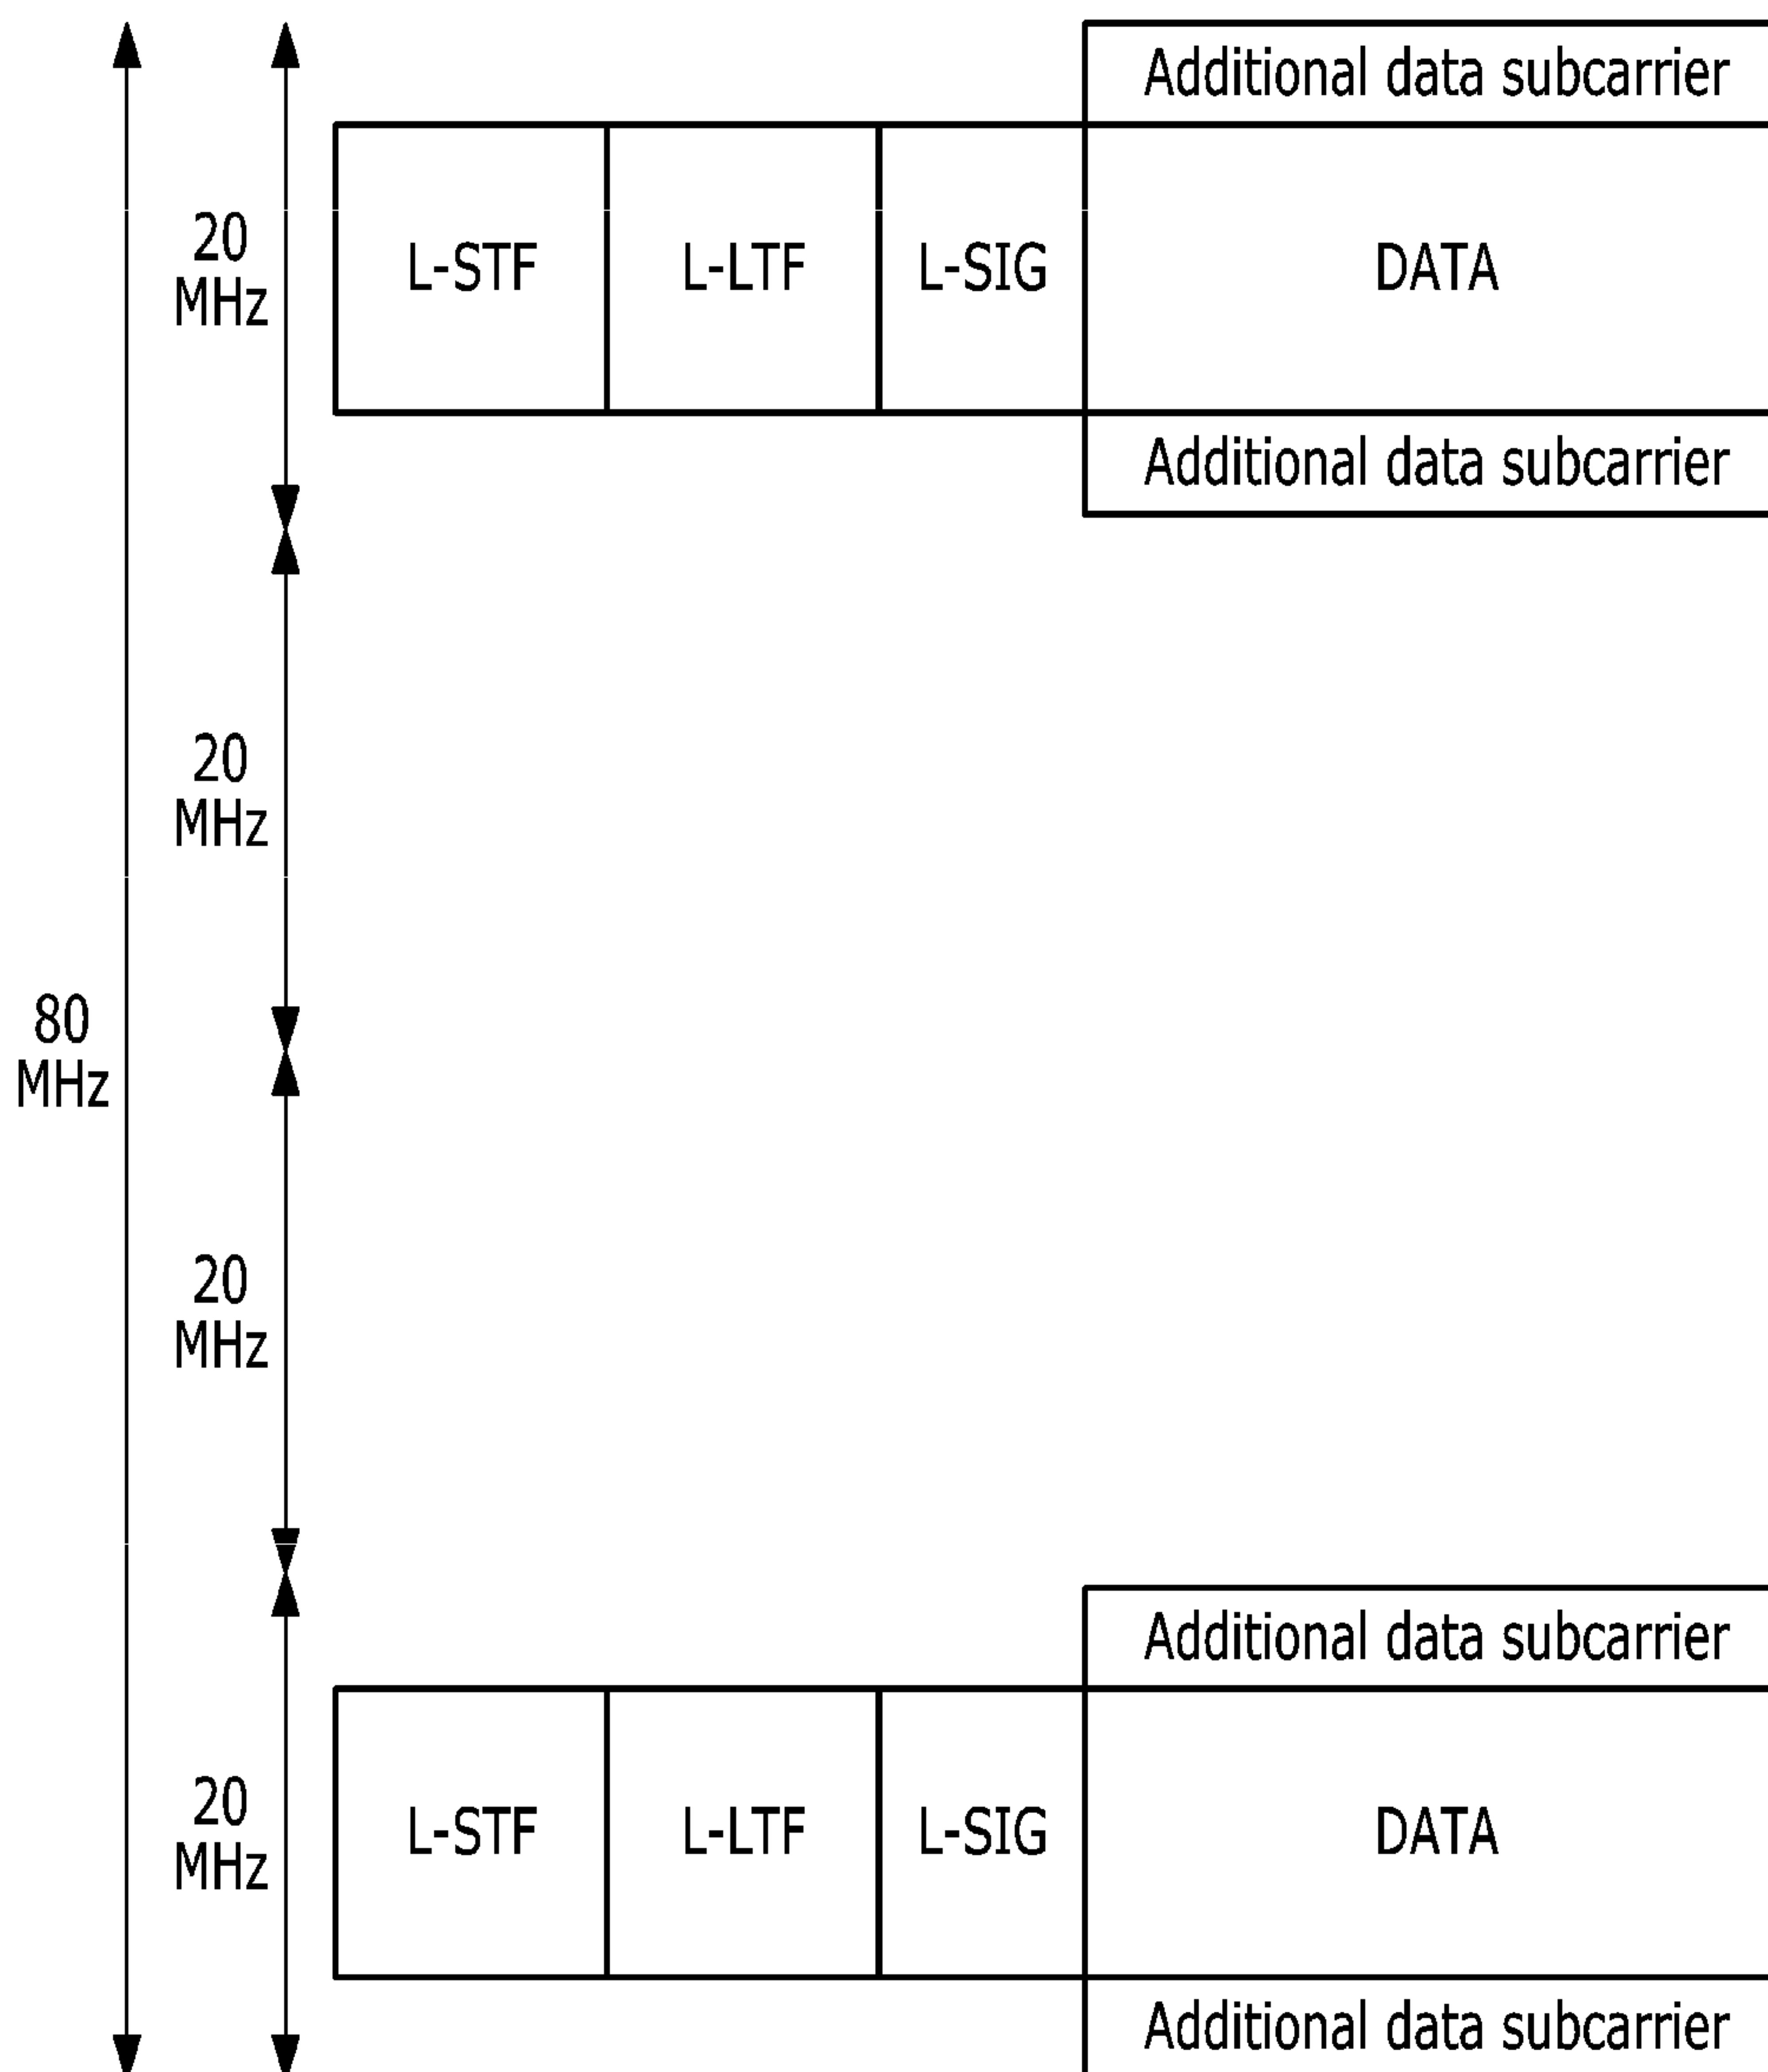 Additional data subcarrier
20
MHz
L-STF
L-LTF
L-SIG
DATA
Additional data subcarrier
20
MHz
80
MHz
20
MHz
Additional data subcarrier
20
MHz
L-STF
L-LTF
L-SIG
DATA
Additional data subcarrier